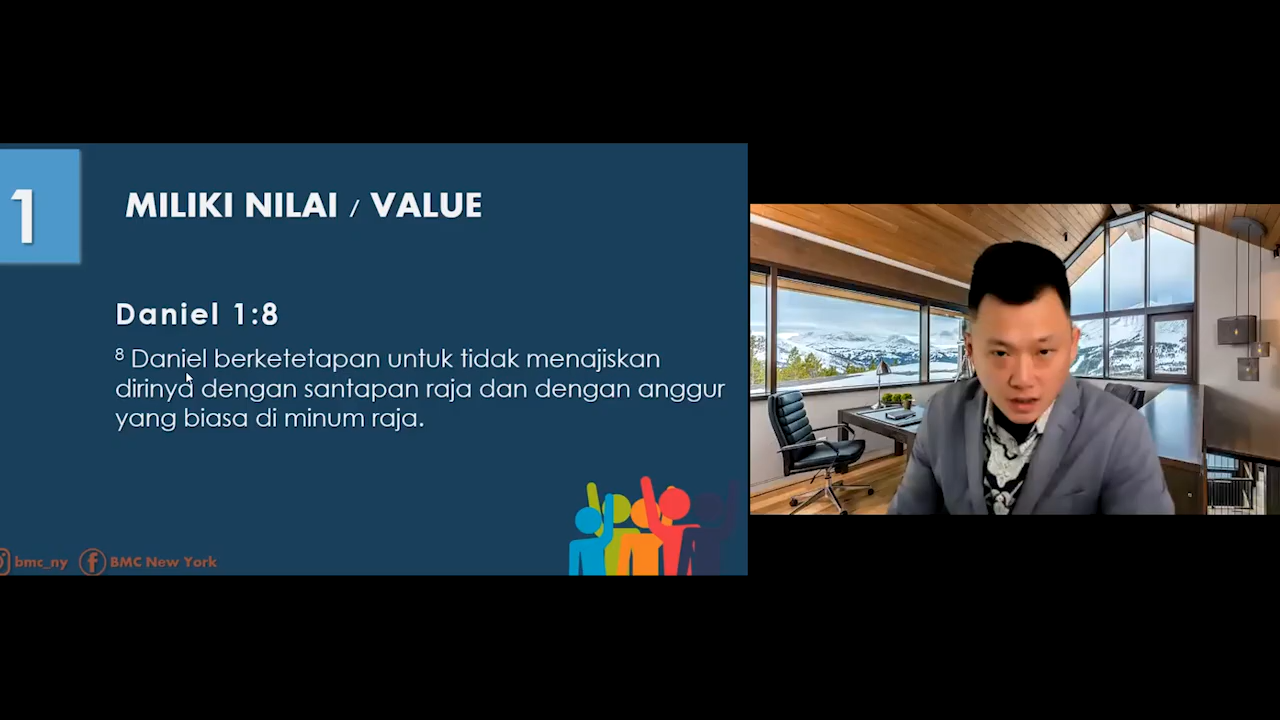 1
MILIKI NILAI / VALUE
Daniel 1:8
8 Daniel berketetapan untuk tidak menajiskan
dirinya dengan santapan raja dan dengan anggur
yang biasa di minum raja.
bmc_ny f BMC New York